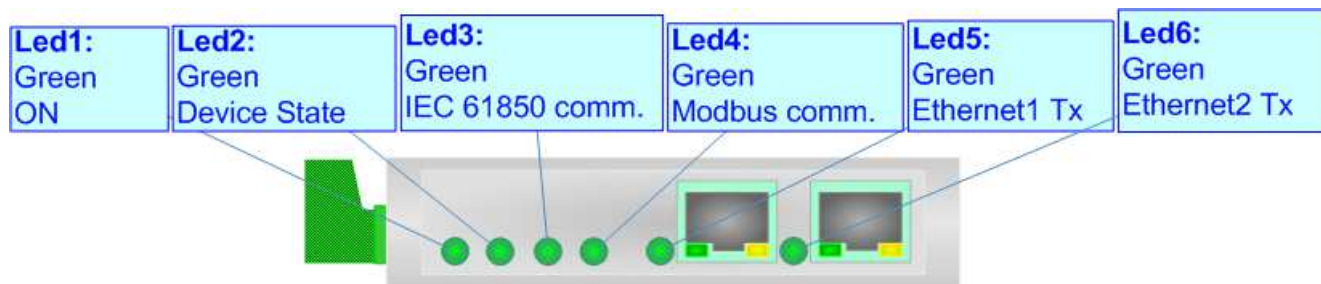 Led1:
Green
ON
Led2:
Green
Device State
Led3:
Green
IEC 61850 comm.
Led4:
Green
Modbus comm.
Led5:
Green
Ethernet1 Tx
Led6:
Green
Ethernet2 Tx